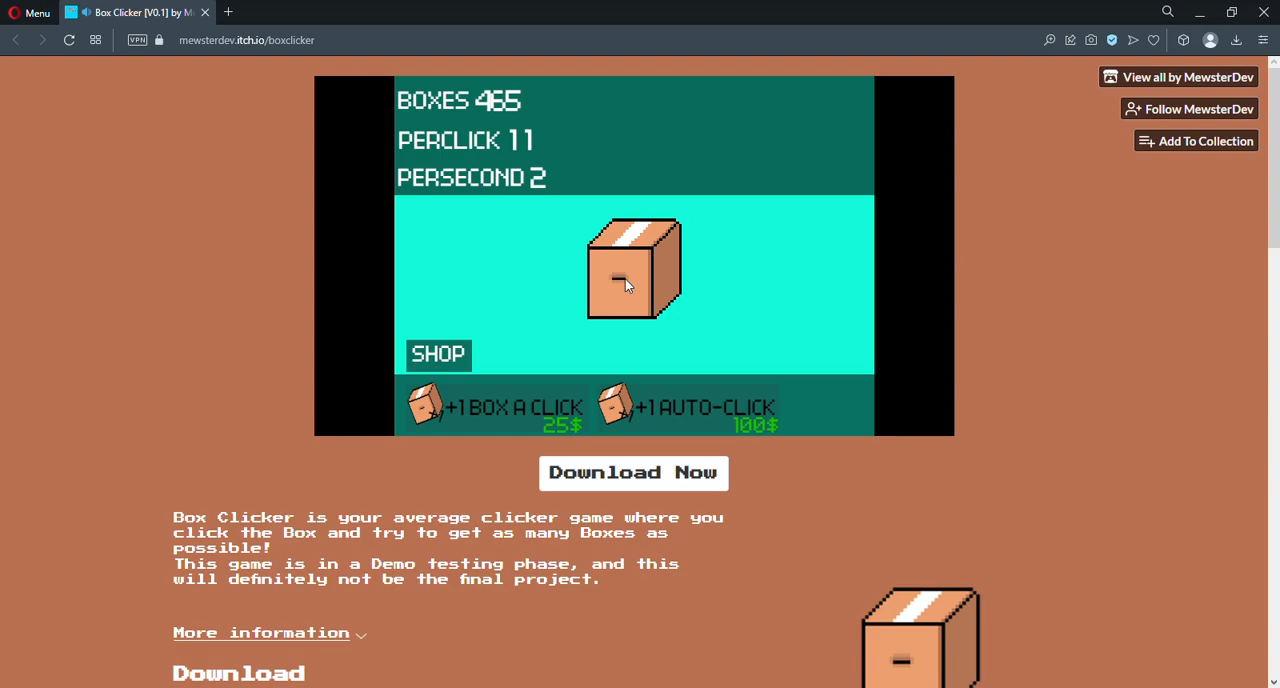 Menu
Box Clicker [V0.1] by M
VPN
mewsterdev.itch.io/boxclicker
View all by MewsterDev
Follow MewsterDev
Add To Collection
BOXES 465
PERCLICK 11
PERSECOND 2
SHOP
+1 BOX A CLICK
25$
+1 AUTO-CLICK
100$
Download Now
Box Clicker is your average clicker game where you
click the Box and try to get as many Boxes as
possible!
This game is in a Demo testing phase, and this
will definitely not be the final project.
More information
Download